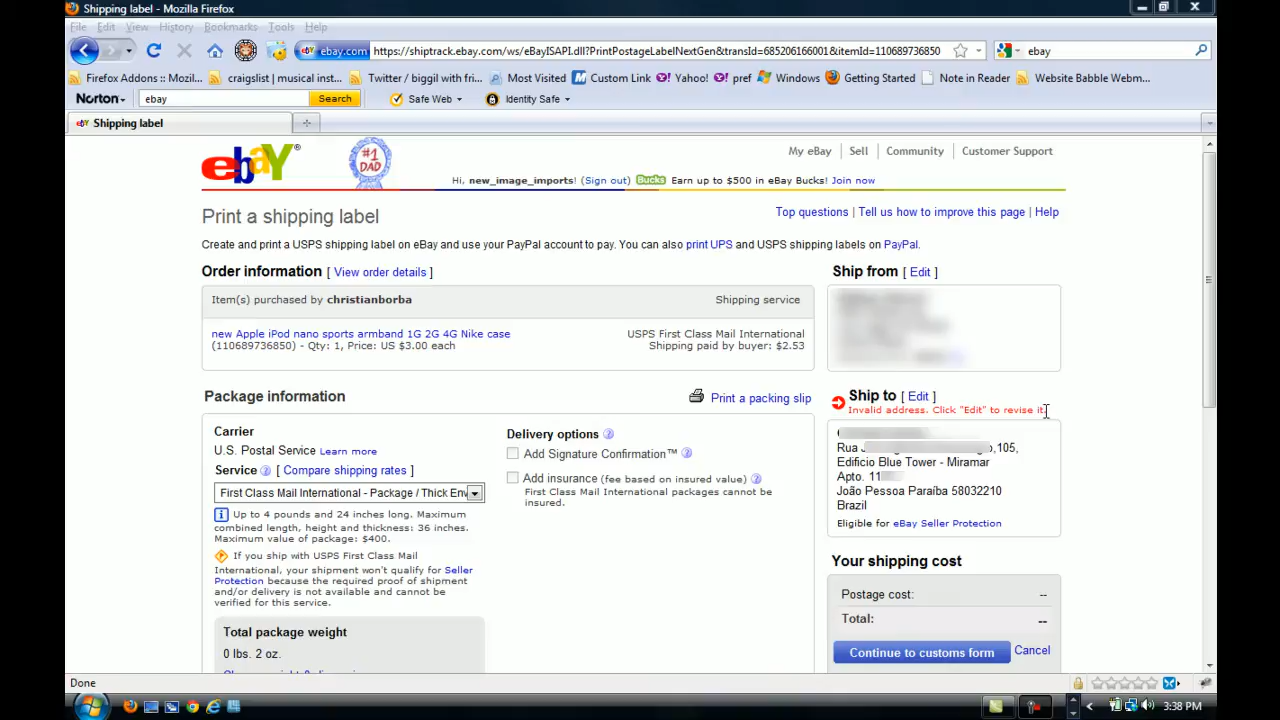 Shipping label - Mozilla Firefox
File Edit View History Bookmarks Tools Help
ebay.com https://shiptrack.ebay.com/ws/eBayISAPI.dll?PrintPostageLabelNextGen&transId=685206166001&itemId=110689736850 ebay
Firefox Addons :: Mozil... craigslist | musical inst... Twitter / biggil with fri... Most Visited Custom Link Yahoo! pref Windows Getting Started Note in Reader Website Babble Webm...
Norton ebay Search Safe Web Identity Safe
Shipping label
ebay® #1 DAD My eBay | Sell | Community | Customer Support
Hi, new_image_imports! (Sign out) Bucks Earn up to $500 in eBay Bucks! Join now
Print a shipping label
Top questions | Tell us how to improve this page | Help
Create and print a USPS shipping label on eBay and use your PayPal account to pay. You can also print UPS and USPS shipping labels on PayPal.
Order information [ View order details ]
Item(s) purchased by christianborba Shipping service
new Apple iPod nano sports armband 1G 2G 4G Nike case USPS First Class Mail International
(110689736850) - Qty: 1, Price: US $3.00 each Shipping paid by buyer: $2.53
Package information Print a packing slip
Carrier
U.S. Postal Service Learn more
Service [ Compare shipping rates ]
First Class Mail International - Package / Thick Env
Up to 4 pounds and 24 inches long. Maximum
combined length, height and thickness: 36 inches.
Maximum value of package: $400.
If you ship with USPS First Class Mail
International, your shipment won't qualify for Seller
Protection because the required proof of shipment
and/or delivery is not available and cannot be
verified for this service.
Total package weight
0 lbs. 2 oz.
Delivery options
Add Signature Confirmation™
Add insurance (fee based on insured value)
First Class Mail International packages cannot be
insured.
Ship from [ Edit ]
Ship to [ Edit ]
Invalid address. Click "Edit" to revise it.
Rua ,105,
Edificio Blue Tower - Miramar
Apto. 11
João Pessoa Paraíba 58032210
Brazil
Eligible for eBay Seller Protection
Your shipping cost
Postage cost: --
Total: --
Continue to customs form Cancel
Done
3:38 PM